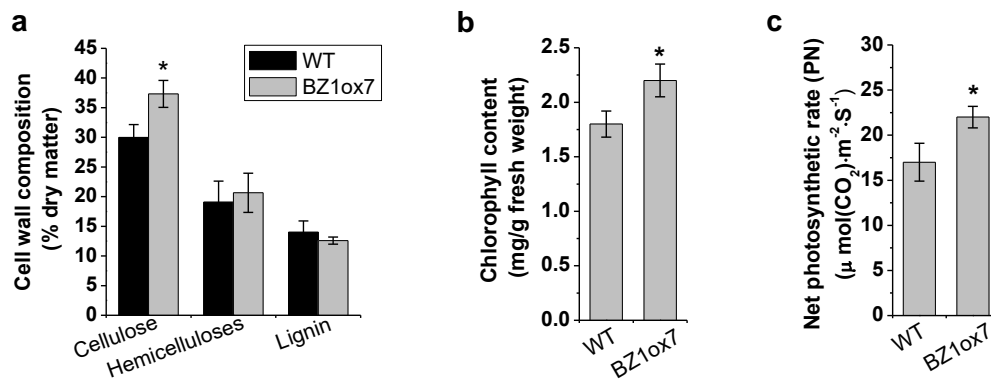 a
Cell wall composition
(% dry matter)
45
40
35
30
25
20
15
10
5
0
WT
BZ1ox7
*
Cellulose
Hemicelluloses
Lignin
b
Chlorophyll content
(mg/g fresh weight)
2.5
2.0
1.5
1.0
0.5
0.0
*
WT
BZ1ox7
c
Net photosynthetic rate (PN)
(μ mol(CO₂)·m⁻²·S⁻¹)
30
25
20
15
10
5
0
*
WT
BZ1ox7